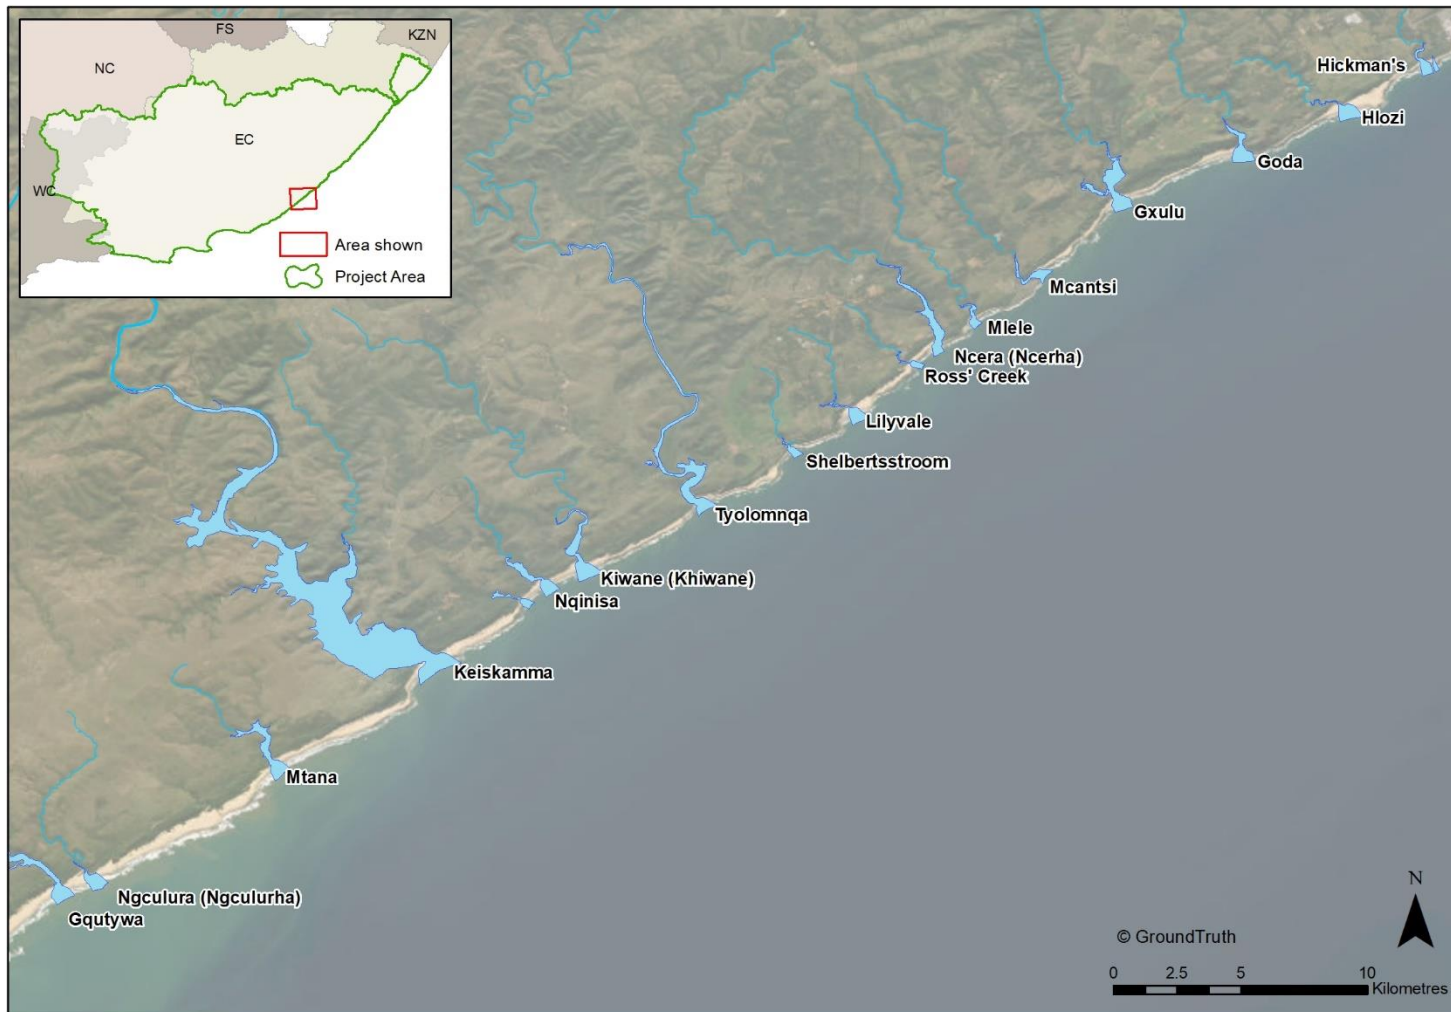 FS
KZN
NC
EC
WC
Area shown
Project Area
Hickman's
Hlozi
Goda
Gxulu
Mcantsi
Mlele
Ncera (Ncerha)
Ross' Creek
Lilyvale
Shelbertsstroom
Tyolomnqa
Kiwane (Khiwane)
Nqinisa
Keiskamma
Mtana
Ngculura (Ngculurha)
Gqutywa
N
© GroundTruth
0 2.5 5 10
Kilometres